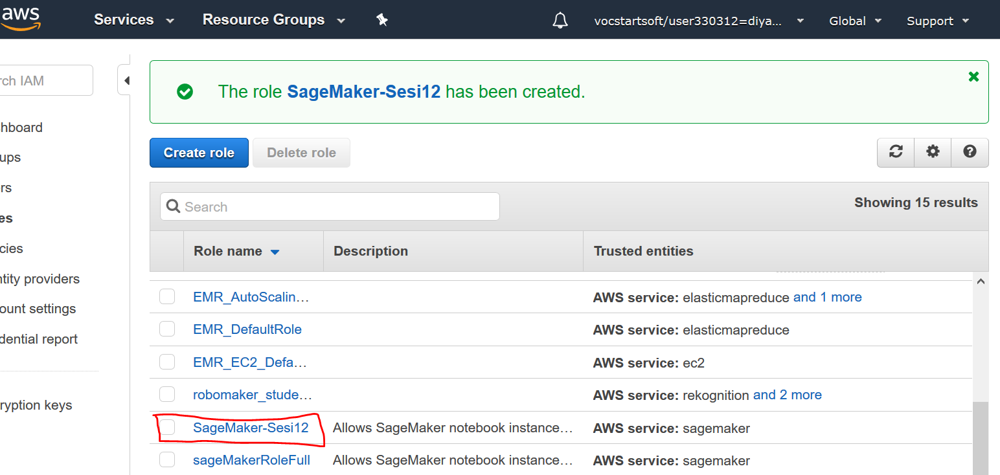 aws Services Resource Groups vocstartsoft/user330312=diya... Global Support
rch IAM
The role SageMaker-Sesi12 has been created.
hboard
ups
rs
es
cies
ntity providers
ount settings
dential report
ryption keys
Create role Delete role
Search
Showing 15 results
Role name Description Trusted entities
EMR_AutoScalin… AWS service: elasticmapreduce and 1 more
EMR_DefaultRole AWS service: elasticmapreduce
EMR_EC2_Defa… AWS service: ec2
robomaker_stude… AWS service: rekognition and 2 more
SageMaker-Sesi12 Allows SageMaker notebook instance… AWS service: sagemaker
sageMakerRoleFull Allows SageMaker notebook instance… AWS service: sagemaker